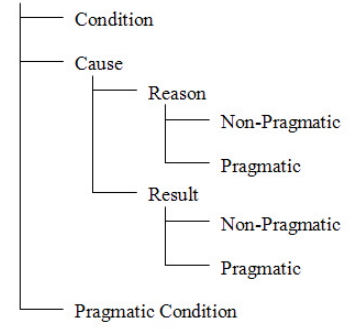 Condition
Cause
Reason
Non-Pragmatic
Pragmatic
Result
Non-Pragmatic
Pragmatic
Pragmatic Condition